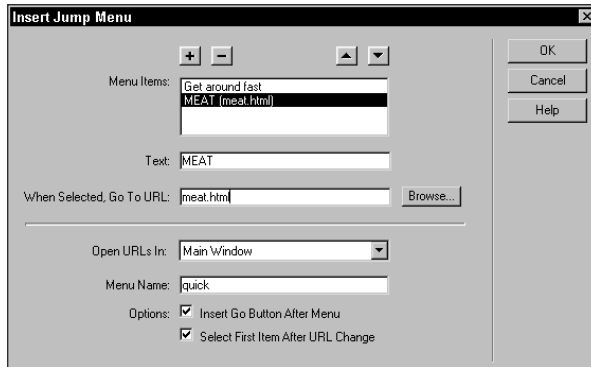 Insert Jump Menu
OK
Cancel
Help
Menu Items:
Get around fast
MEAT (meat.html)
Text: MEAT
When Selected, Go To URL: meat.html Browse...
Open URLs In: Main Window
Menu Name: quick
Options: Insert Go Button After Menu
Select First Item After URL Change